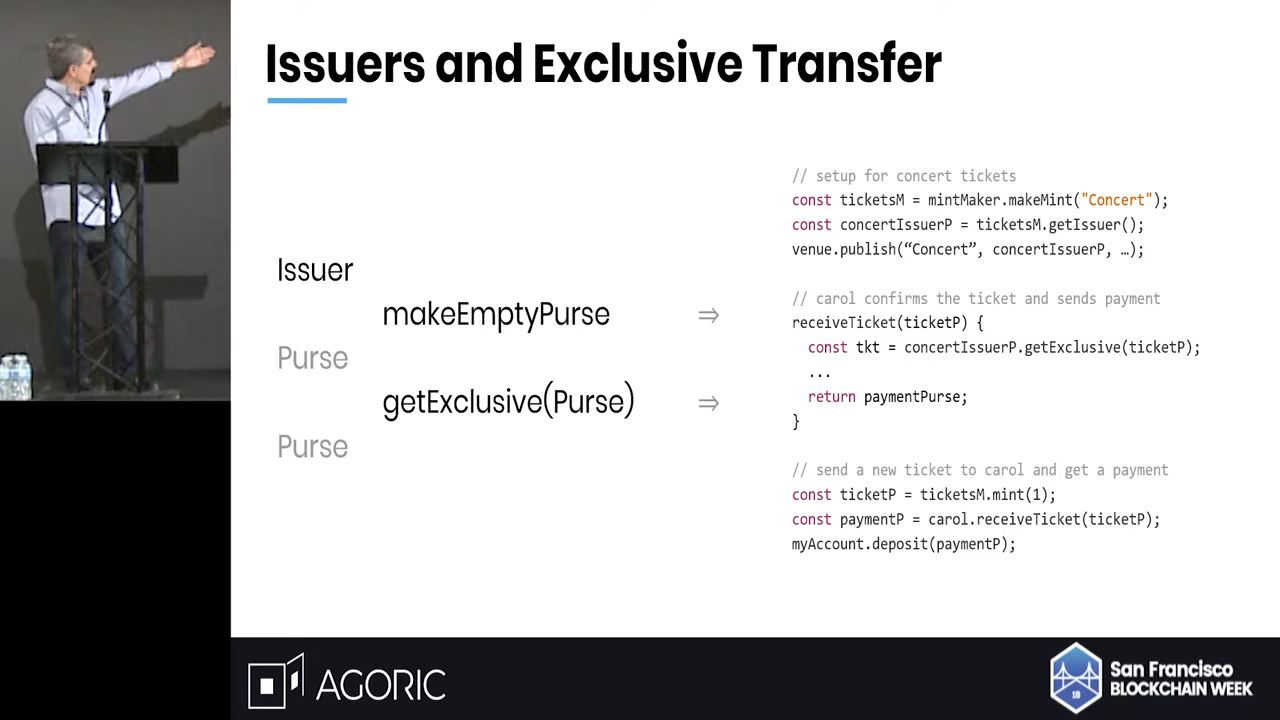 Issuers and Exclusive Transfer
Issuer
makeEmptyPurse ⇒
Purse
getExclusive(Purse) ⇒
Purse
// setup for concert tickets
const ticketsM = mintMaker.makeMint("Concert");
const concertIssuerP = ticketsM.getIssuer();
venue.publish(“Concert”, concertIssuerP, …);
// carol confirms the ticket and sends payment
receiveTicket(ticketP) {
const tkt = concertIssuerP.getExclusive(ticketP);
...
return paymentPurse;
}
// send a new ticket to carol and get a payment
const ticketP = ticketsM.mint(1);
const paymentP = carol.receiveTicket(ticketP);
myAccount.deposit(paymentP);
AGORIC
18
San Francisco
BLOCKCHAIN WEEK